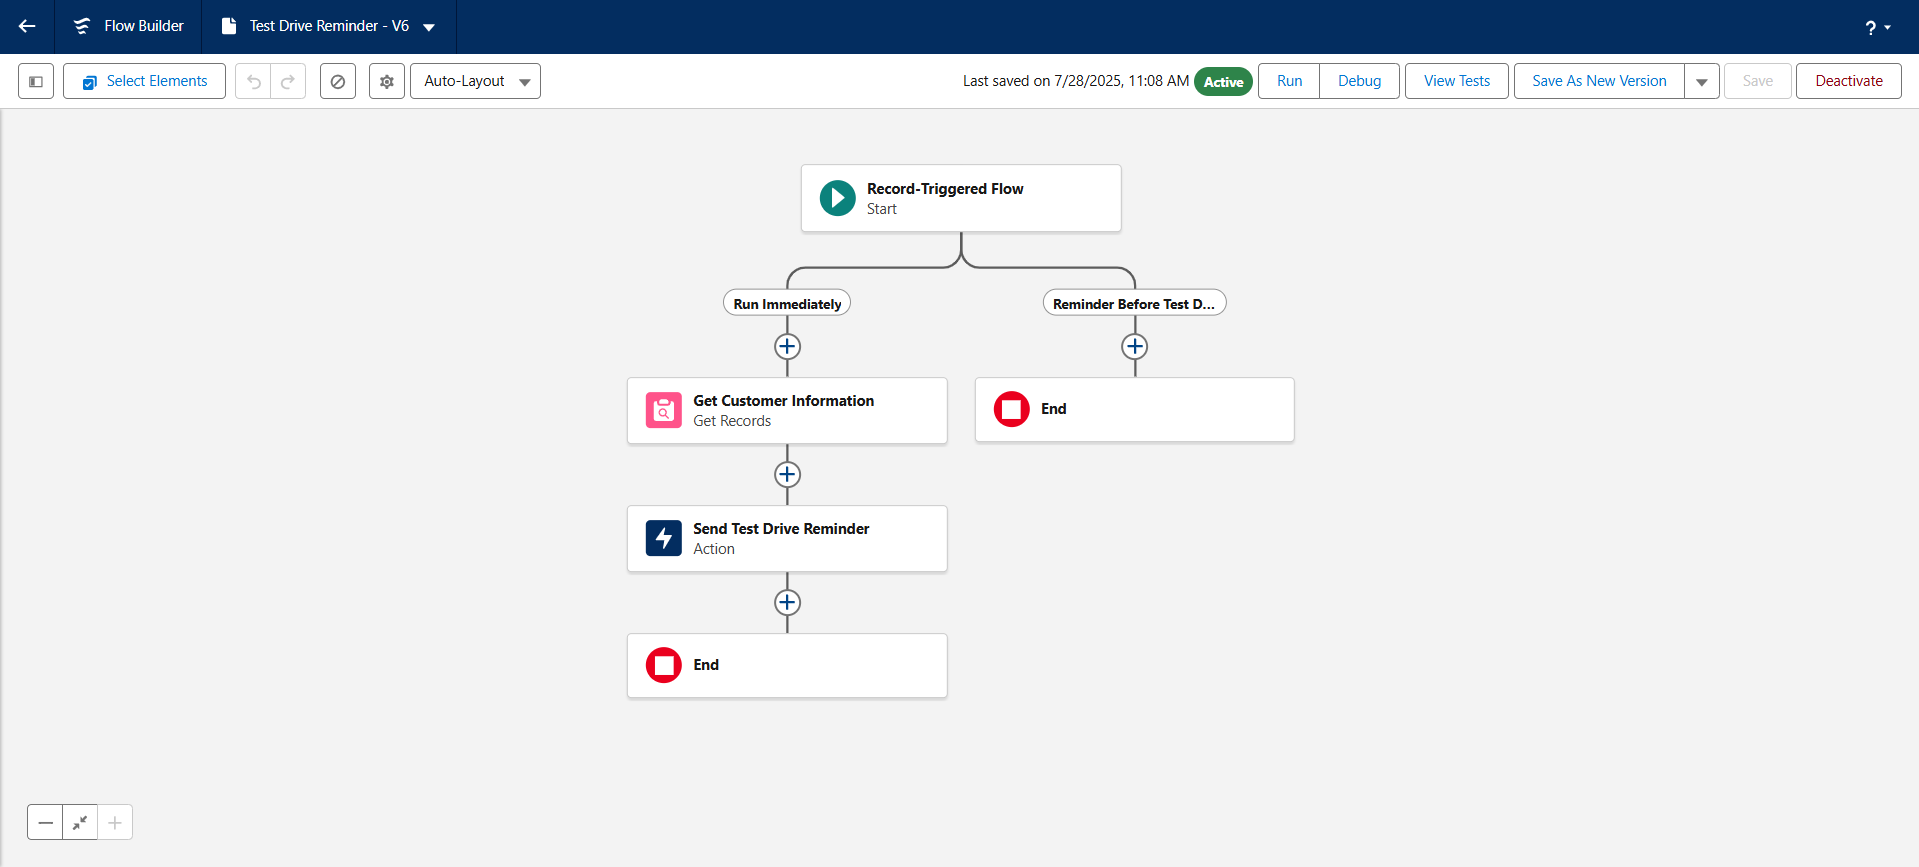 Flow Builder
Test Drive Reminder - V6
?
Select Elements
Auto-Layout
Last saved on 7/28/2025, 11:08 AM
Active
Run
Debug
View Tests
Save As New Version
Save
Deactivate
Record-Triggered Flow
Start
Run Immediately
Reminder Before Test D...
Get Customer Information
Get Records
End
Send Test Drive Reminder
Action
End